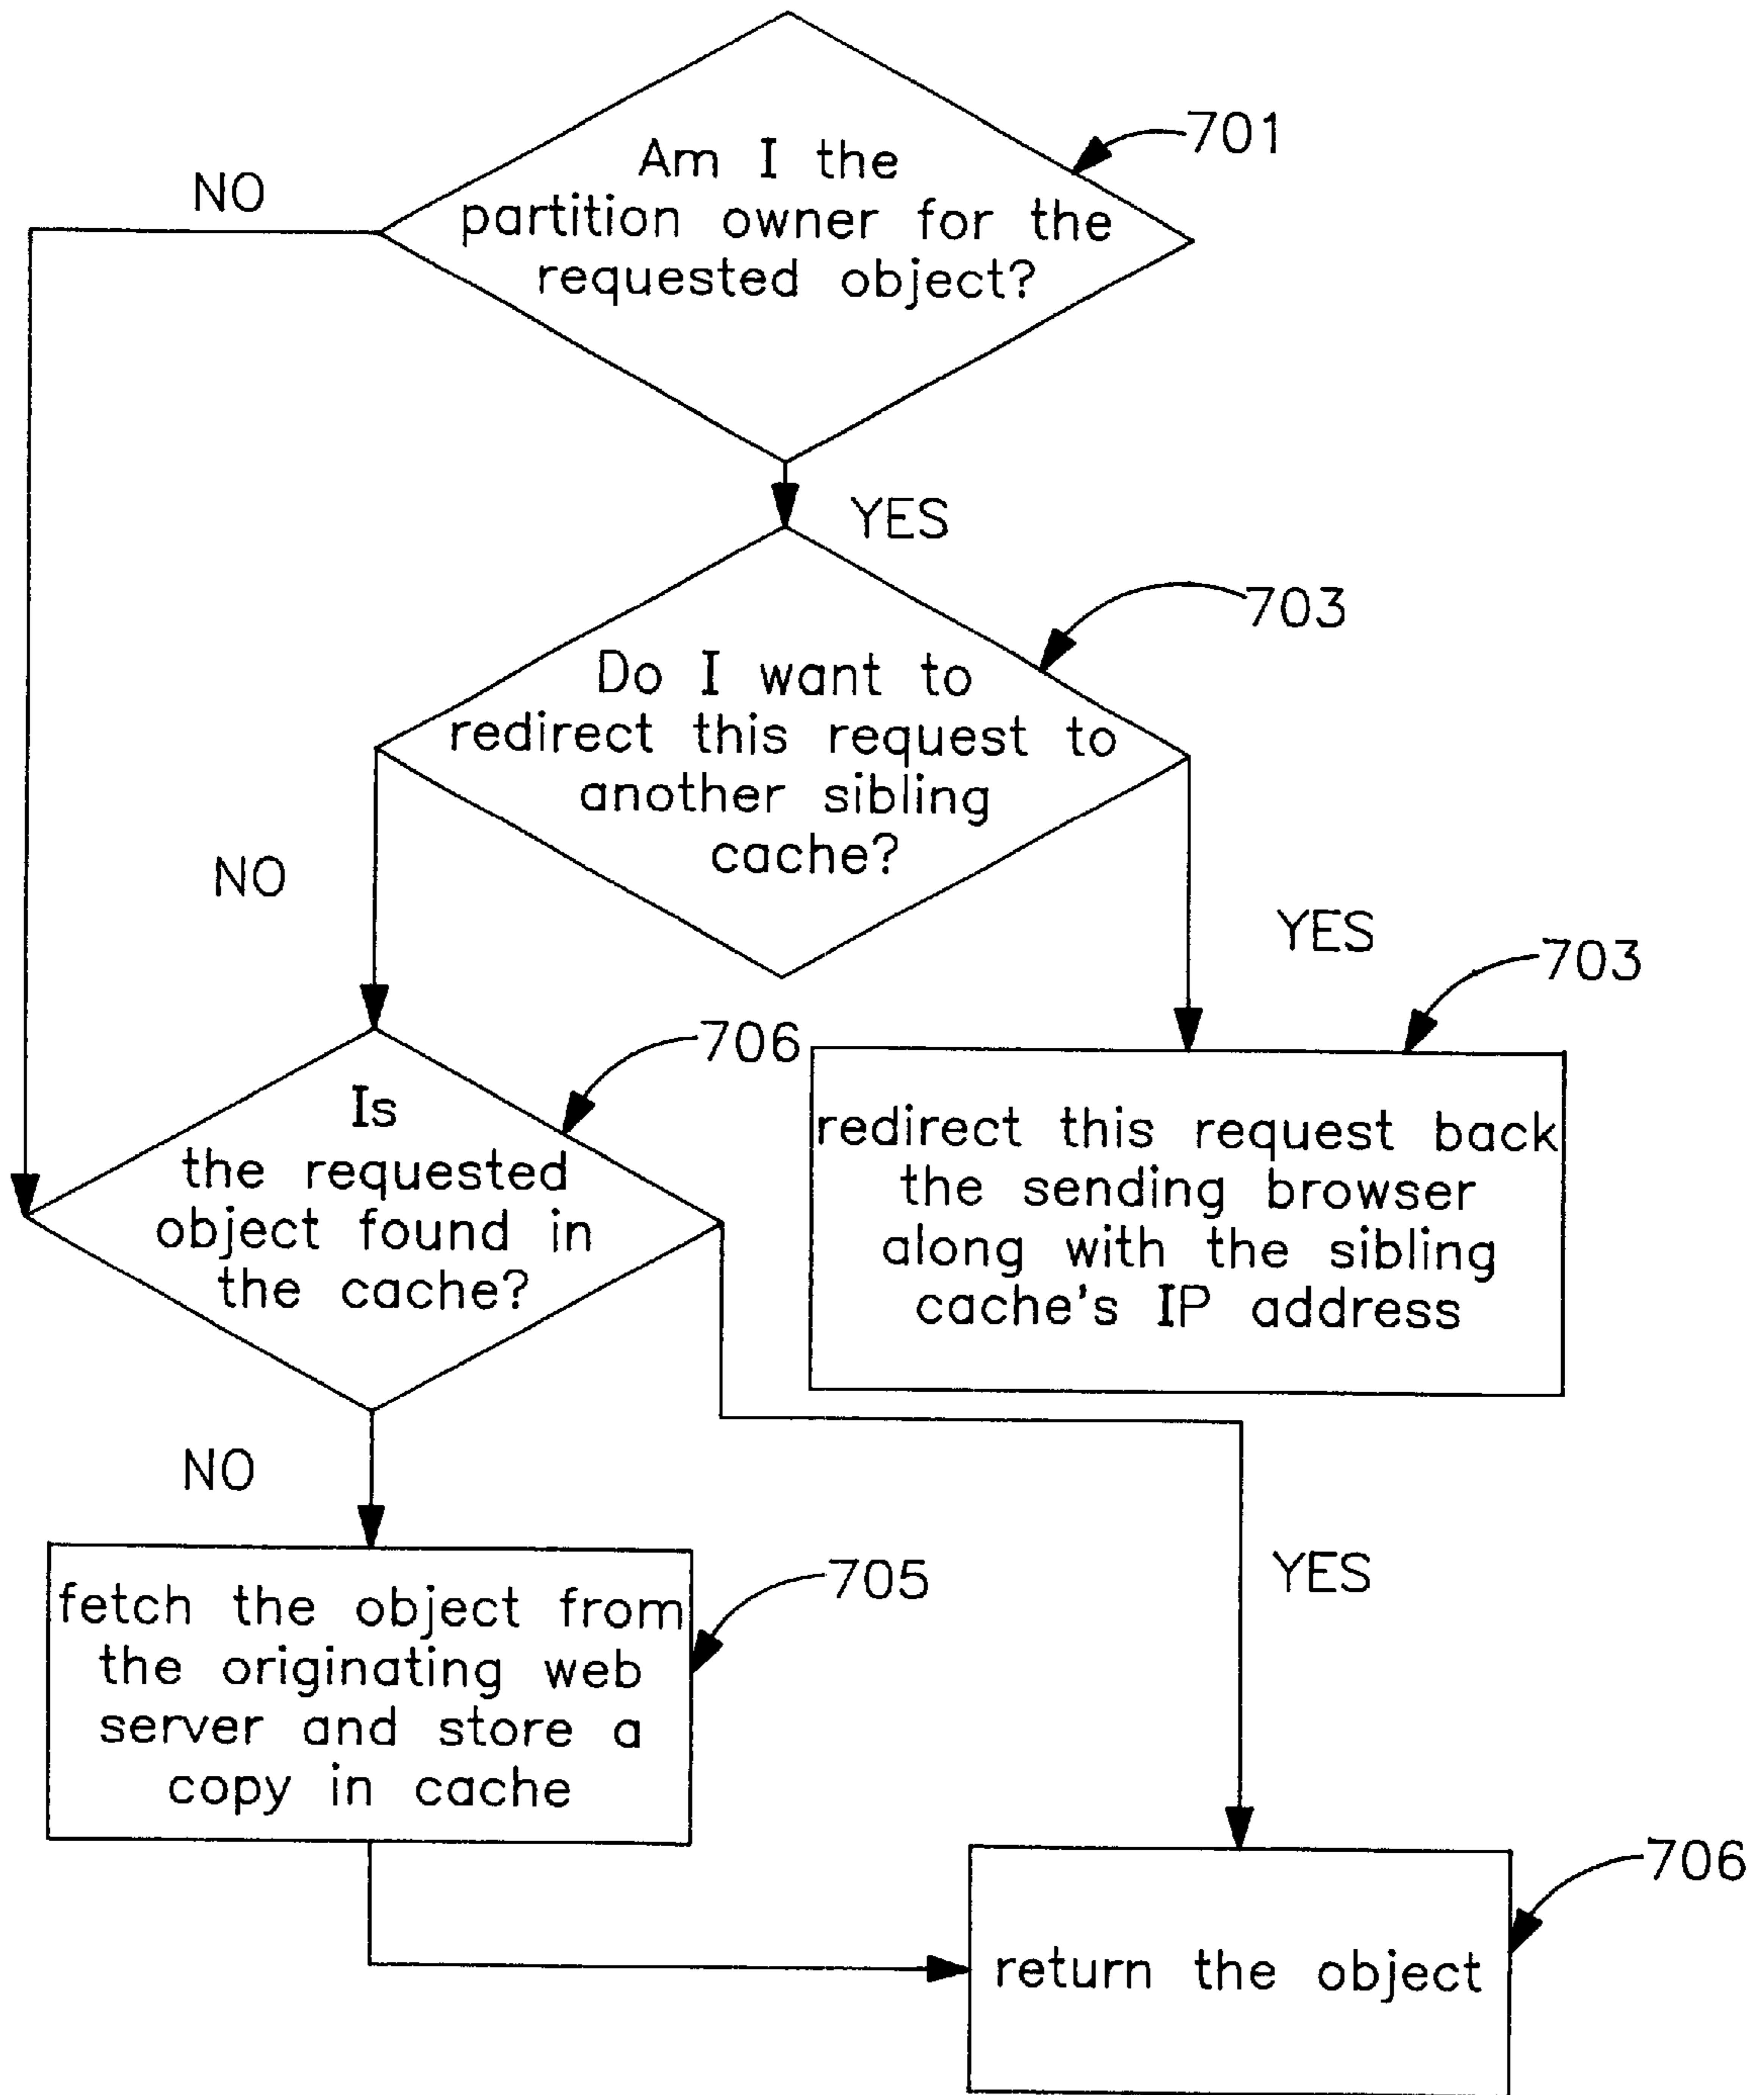 701
Am I the
partition owner for the
requested object?
NO
YES
703
Do I want to
redirect this request to
another sibling
cache?
NO
YES
703
706
Is
the requested
object found in
the cache?
redirect this request back
the sending browser
along with the sibling
cache's IP address
NO
YES
705
fetch the object from
the originating web
server and store a
copy in cache
706
return the object